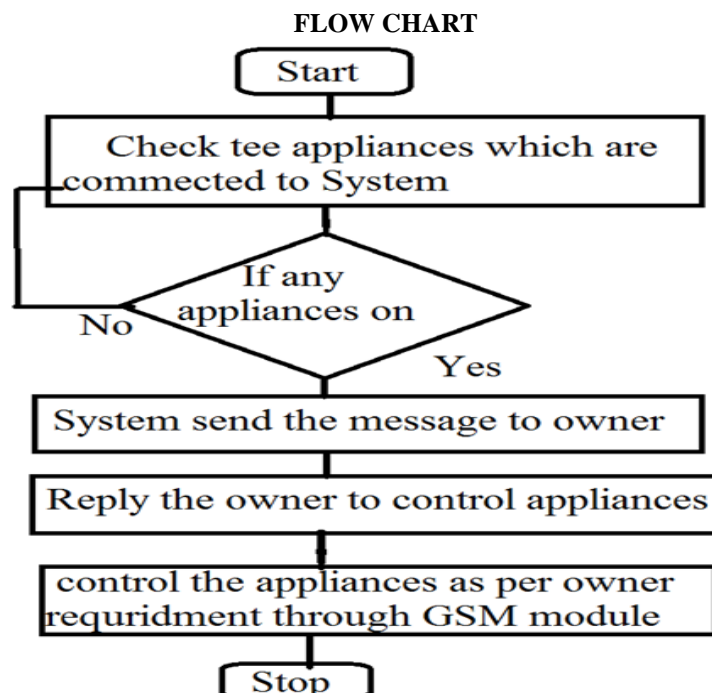 FLOW CHART
Start
Check tee appliances which are
commected to System
If any
appliances on
No
Yes
System send the message to owner
Reply the owner to control appliances
control the appliances as per owner
requridment through GSM module
Stop